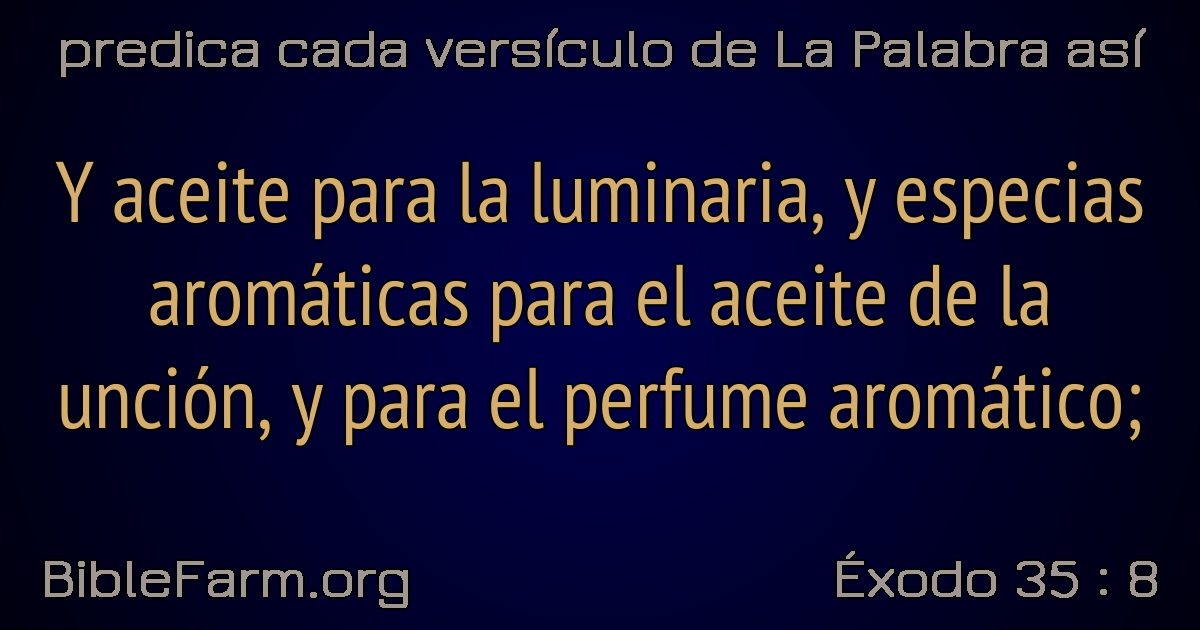 predica cada versículo de La Palabra así
Y aceite para la luminaria, y especias
aromáticas para el aceite de la
unción, y para el perfume aromático;
BibleFarm.org
Éxodo 35 : 8